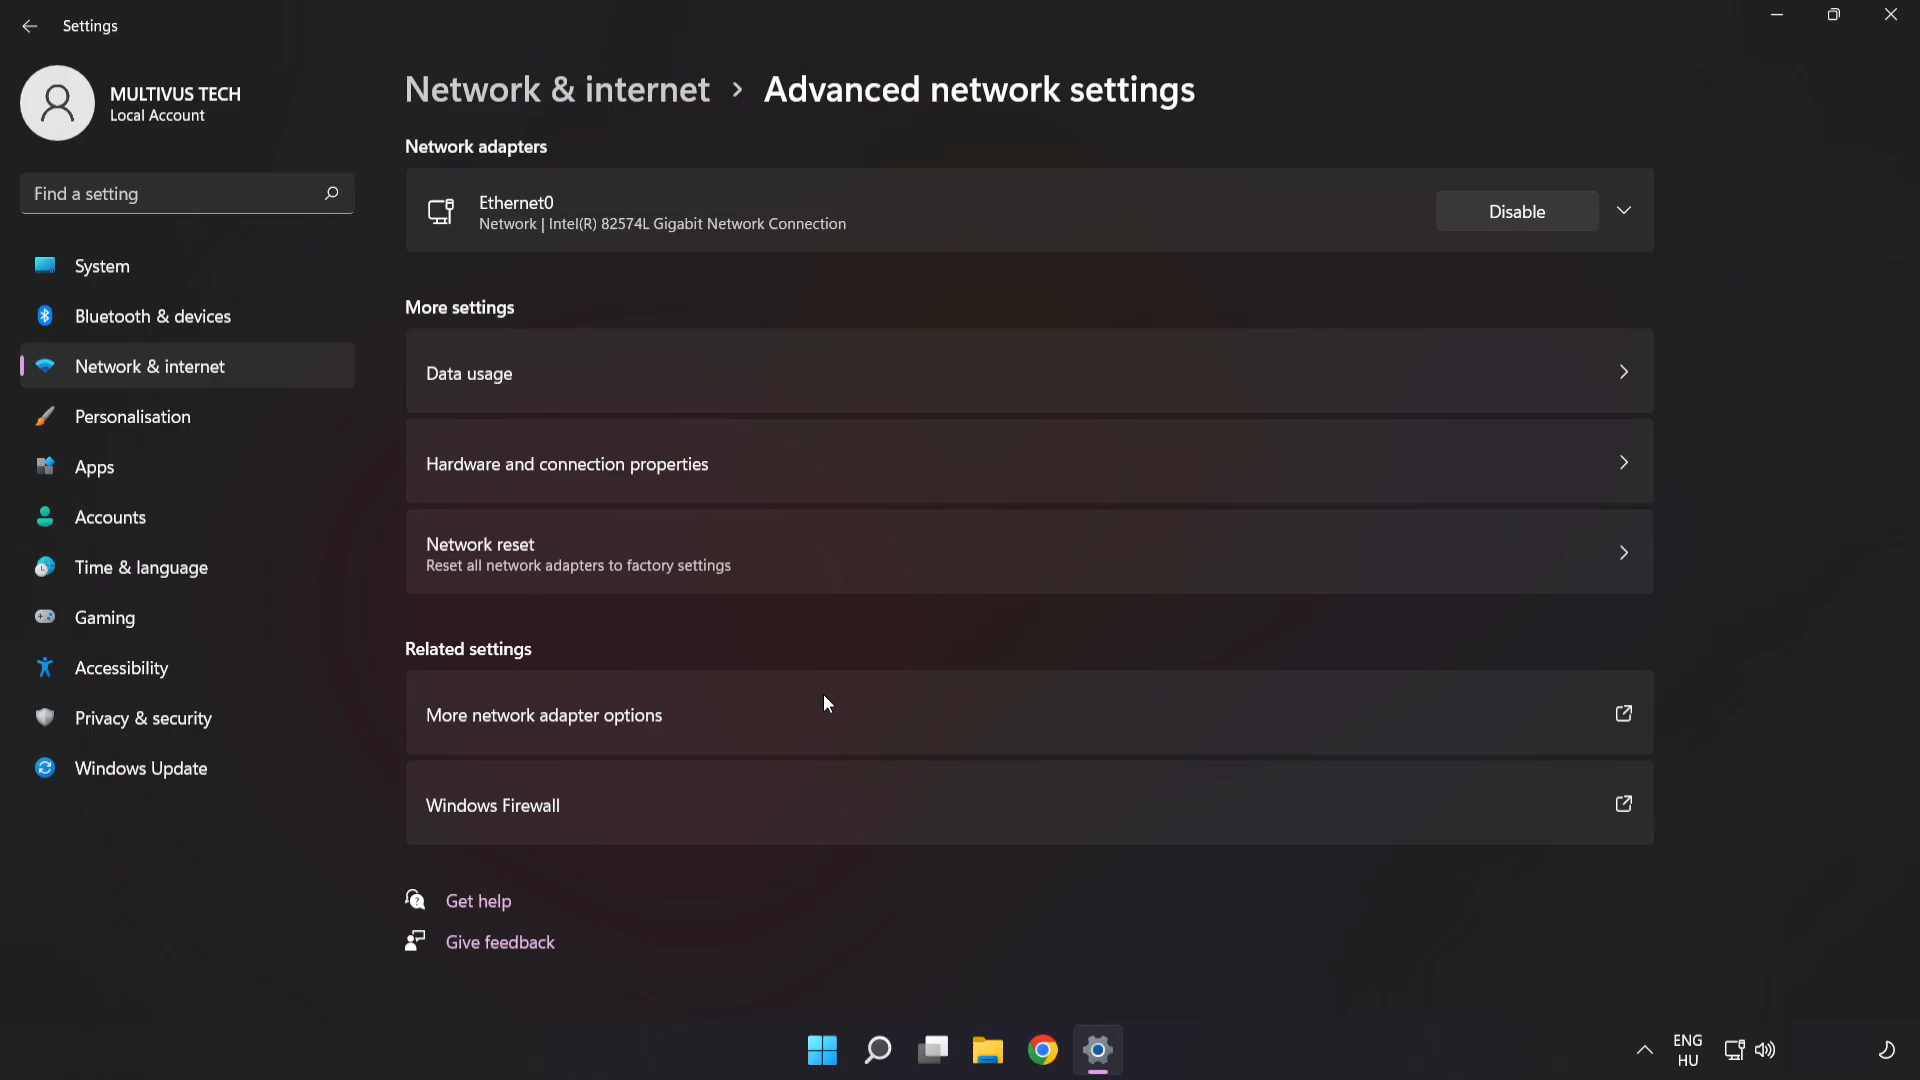 Settings
MULTIVUS TECH
Local Account
Find a setting
System
Bluetooth & devices
Network & internet
Personalisation
Apps
Accounts
Time & language
Gaming
Accessibility
Privacy & security
Windows Update
Network & internet > Advanced network settings
Network adapters
Ethernet0
Network | Intel(R) 82574L Gigabit Network Connection
Disable
More settings
Data usage
Hardware and connection properties
Network reset
Reset all network adapters to factory settings
Related settings
More network adapter options
Windows Firewall
Get help
Give feedback
ENG
HU